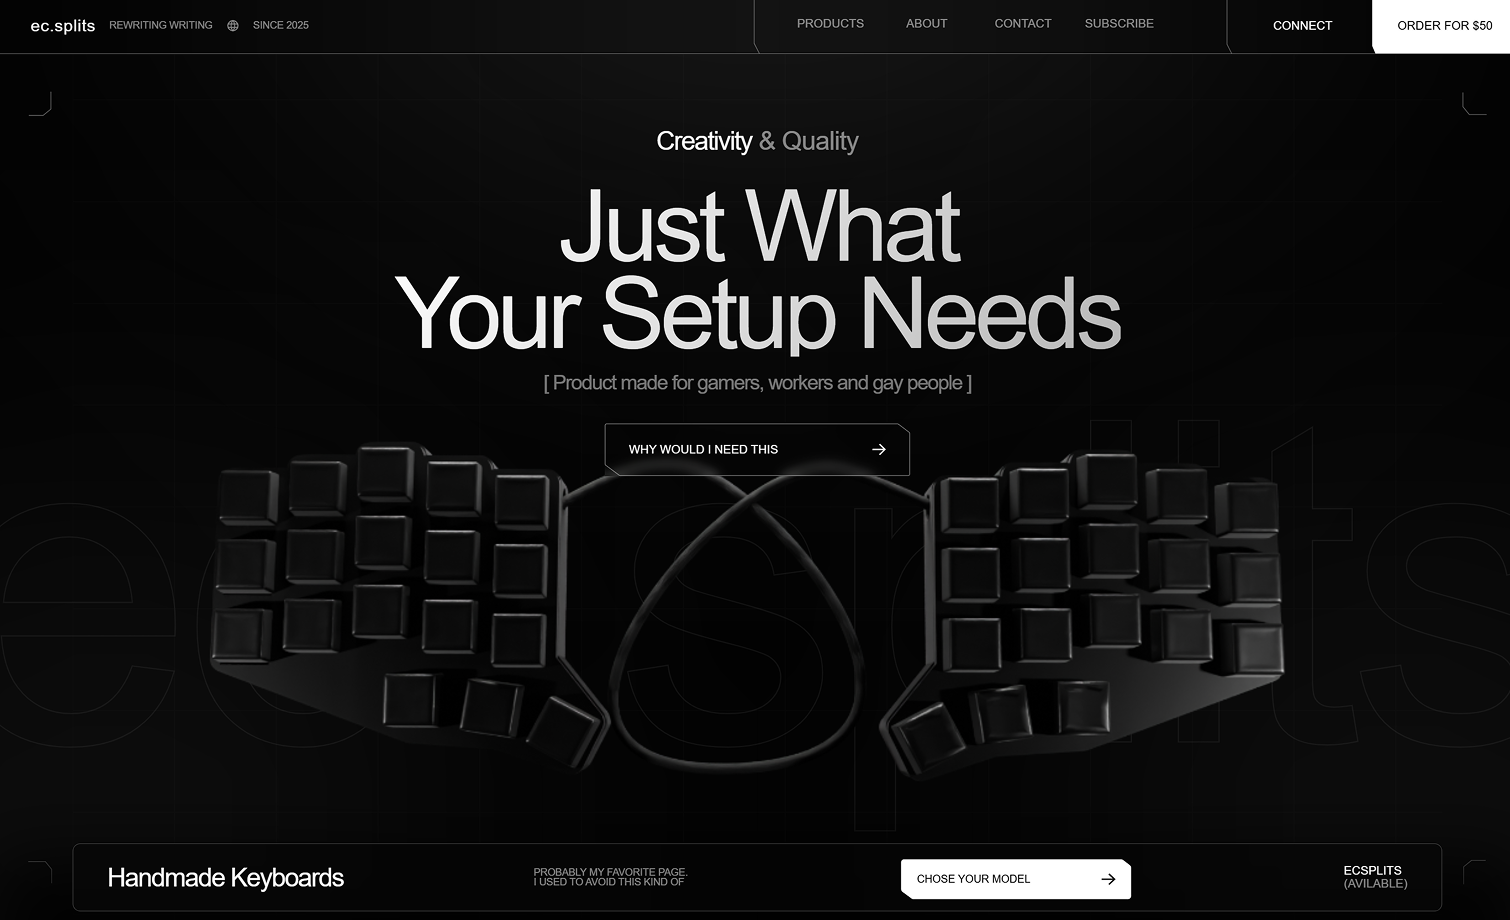 ec.splits
REWRITING WRITING
SINCE 2025
PRODUCTS
ABOUT
CONTACT
SUBSCRIBE
CONNECT
ORDER FOR $50
Creativity & Quality
Just What
Your Setup Needs
[ Product made for gamers, workers and gay people ]
WHY WOULD I NEED THIS
ec.splits
Handmade Keyboards
PROBABLY MY FAVORITE PAGE.
I USED TO AVOID THIS KIND OF
CHOSE YOUR MODEL
ECSPLITS
(AVILABLE)